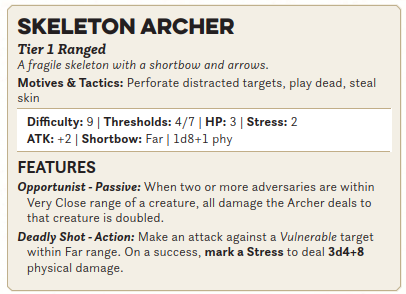 SKELETON ARCHER
Tier 1 Ranged
A fragile skeleton with a shortbow and arrows.
Motives & Tactics: Perforate distracted targets, play dead, steal
skin
Difficulty: 9 | Thresholds: 4/7 | HP: 3 | Stress: 2
ATK: +2 | Shortbow: Far | 1d8+1 phy
FEATURES
Opportunist - Passive: When two or more adversaries are within
Very Close range of a creature, all damage the Archer deals to
that creature is doubled.
Deadly Shot - Action: Make an attack against a Vulnerable target
within Far range. On a success, mark a Stress to deal 3d4+8
physical damage.